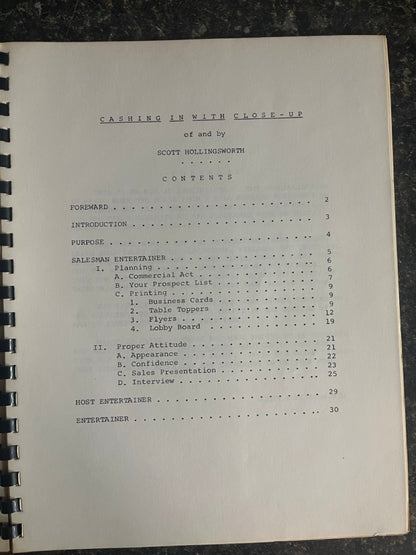 CASHING IN WITH CLOSE-UP
of and by
SCOTT HOLLINGSWORTH
. . . . . .
CONTENTS
FOREWARD . . . . . . . . . . . . . . . . . . . . . . 2
INTRODUCTION . . . . . . . . . . . . . . . . . . . . 3
PURPOSE . . . . . . . . . . . . . . . . . . . . . . 4
SALESMAN ENTERTAINER . . . . . . . . . . . . . . . . 5
I. Planning . . . . . . . . . . . . . . . . . . 6
A. Commercial Act . . . . . . . . . . . . . 6
B. Your Prospect List . . . . . . . . . . . 7
C. Printing . . . . . . . . . . . . . . . . 9
1. Business Cards . . . . . . . . . . . 9
2. Table Toppers . . . . . . . . . . . 9
3. Flyers . . . . . . . . . . . . . . . 12
4. Lobby Board . . . . . . . . . . . . 19
II. Proper Attitude . . . . . . . . . . . . . . 21
A. Appearance . . . . . . . . . . . . . . . 21
B. Confidence . . . . . . . . . . . . . . . 22
C. Sales Presentation . . . . . . . . . . . 23
D. Interview . . . . . . . . . . . . . . . 25
HOST ENTERTAINER . . . . . . . . . . . . . . . . . . 29
ENTERTAINER . . . . . . . . . . . . . . . . . . . . 30